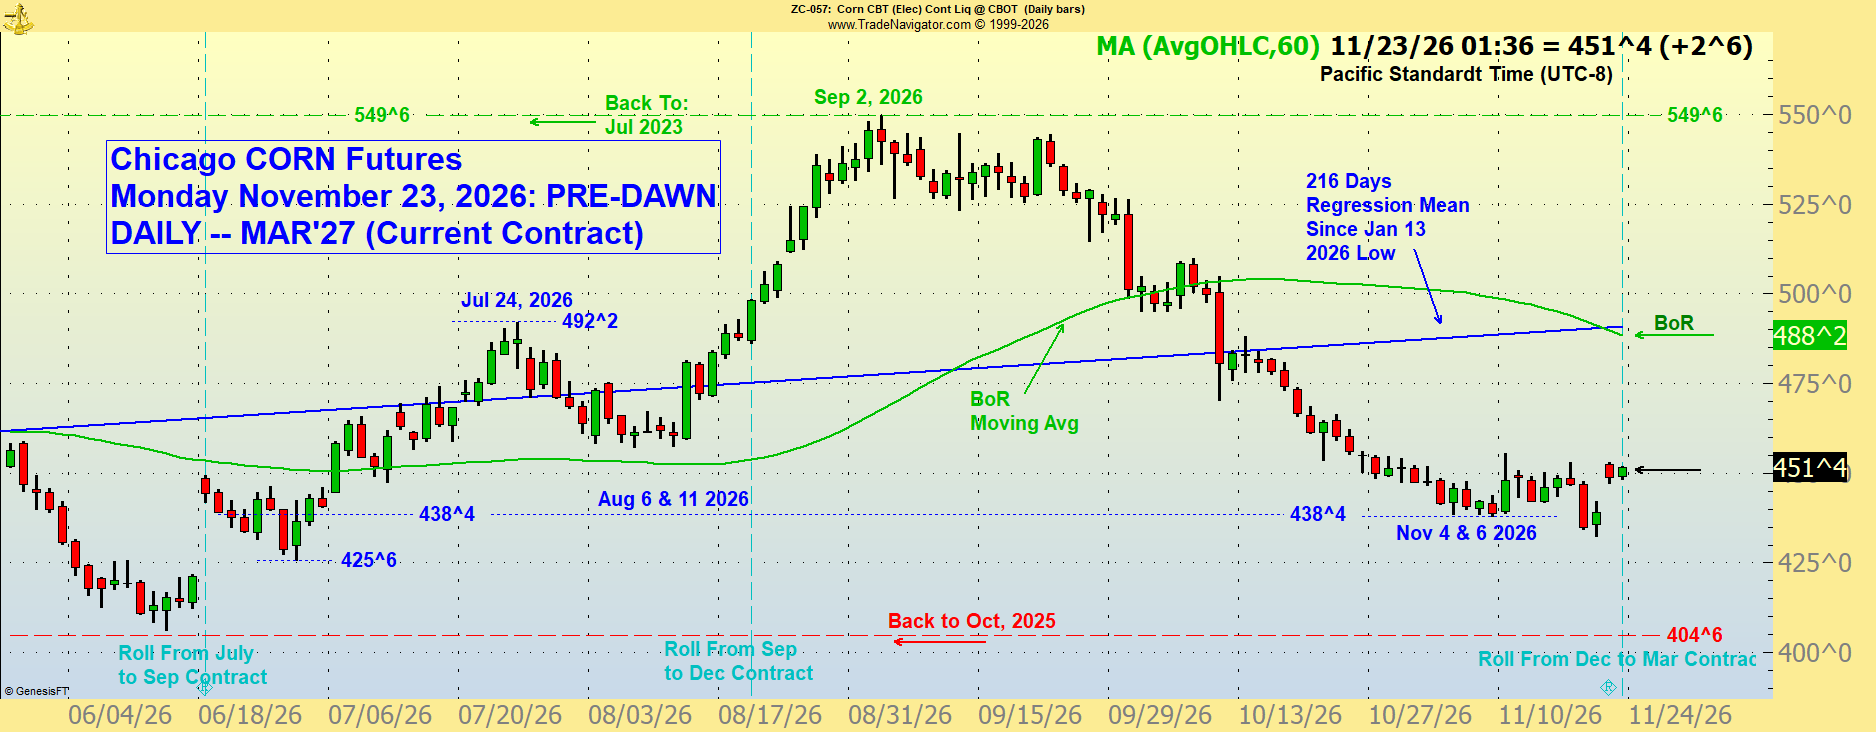 ZC-057: Corn CBT (Elec) Cont Liq @ CBOT (Daily bars)
www.TradeNavigator.com © 1999-2026
MA (AvgOHLC,60) 11/23/26 01:36 = 451^4 (+2^6)
Pacific Standardt Time (UTC-8)
Sep 2, 2026
549^6
Back To:
Jul 2023
549^6
550^0
Chicago CORN Futures
Monday November 23, 2026: PRE-DAWN
DAILY -- MAR'27 (Current Contract)
216 Days
Regression Mean
Since Jan 13
2026 Low
525^0
Jul 24, 2026
492^2
500^0
BoR
488^2
475^0
BoR
Moving Avg
451^4
Aug 6 & 11 2026
438^4
438^4
Nov 4 & 6 2026
425^6
425^0
Back to Oct, 2025
404^6
400^0
Roll From July
to Sep Contract
Roll From Sep
to Dec Contract
Roll From Dec to Mar Contrac
R
R
© GenesisFT
06/04/26 06/18/26 07/06/26 07/20/26 08/03/26 08/17/26 08/31/26 09/15/26 09/29/26 10/13/26 10/27/26 11/10/26 11/24/26